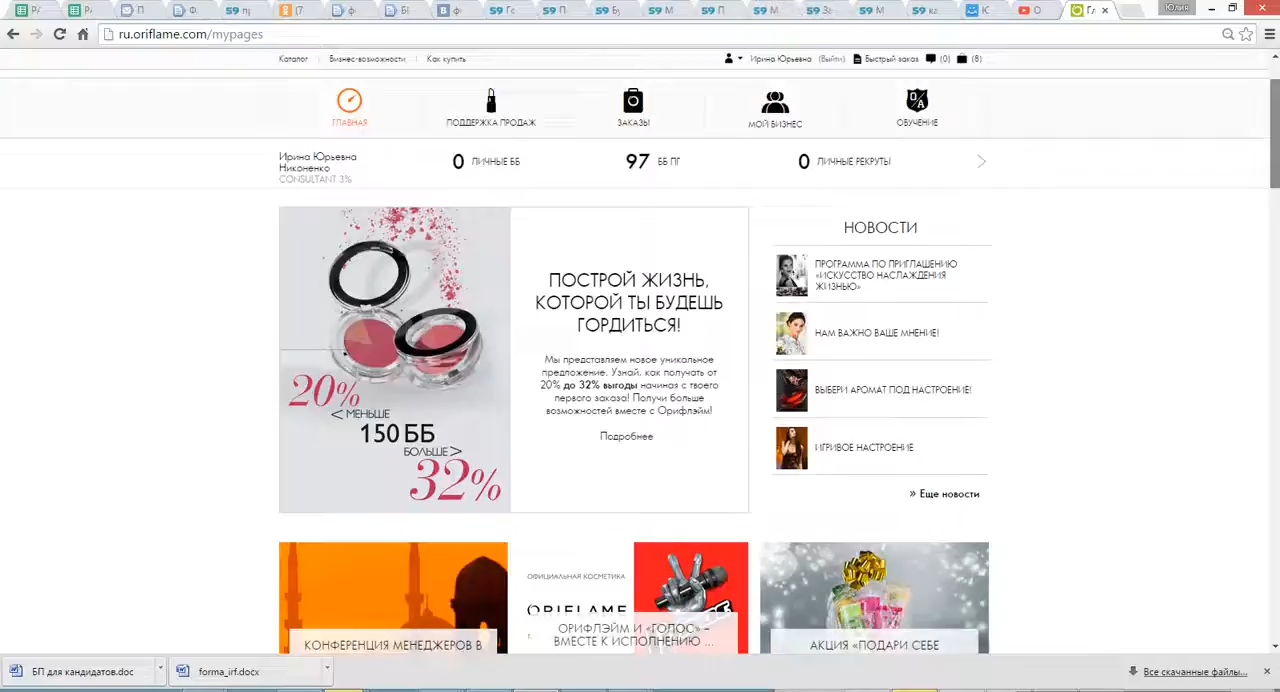 Юлия
ru.oriflame.com/mypages
Каталог
Бизнес-возможности
Как купить
Ирина Юрьевна (Выйти)
Быстрый заказ
(0)
(8)
ГЛАВНАЯ
ПОДДЕРЖКА ПРОДАЖ
ЗАКАЗЫ
МОЙ БИЗНЕС
ОБУЧЕНИЕ
Ирина Юрьевна
Никоненко
CONSULTANT 3%
0 ЛИЧНЫЕ ББ
97 ББ ПГ
0 ЛИЧНЫЕ РЕКРУТЫ
20%
< МЕНЬШЕ
150 ББ
БОЛЬШЕ >
32%
ПОСТРОЙ ЖИЗНЬ,
КОТОРОЙ ТЫ БУДЕШЬ
ГОРДИТЬСЯ!
Мы представляем новое уникальное
предложение. Узнай, как получать от
20% до 32% выгоды начиная с твоего
первого заказа! Получи больше
возможностей вместе с Орифлэйм!
Подробнее
НОВОСТИ
ПРОГРАММА ПО ПРИГЛАШЕНИЮ
«ИСКУССТВО НАСЛАЖДЕНИЯ
ЖИЗНЬЮ»
НАМ ВАЖНО ВАШЕ МНЕНИЕ!
ВЫБЕРИ АРОМАТ ПОД НАСТРОЕНИЕ!
ИГРИВОЕ НАСТРОЕНИЕ
» Еще новости
КОНФЕРЕНЦИЯ МЕНЕДЖЕРОВ В
ОФИЦИАЛЬНАЯ КОСМЕТИКА
ORIFLAME
ОРИФЛЭЙМ И «ГОЛОС» –
ВМЕСТЕ К ИСПОЛНЕНИЮ ...
АКЦИЯ «ПОДАРИ СЕБЕ
БП для кандидатов.doc
forma_irf.docx
Все скачанные файлы...